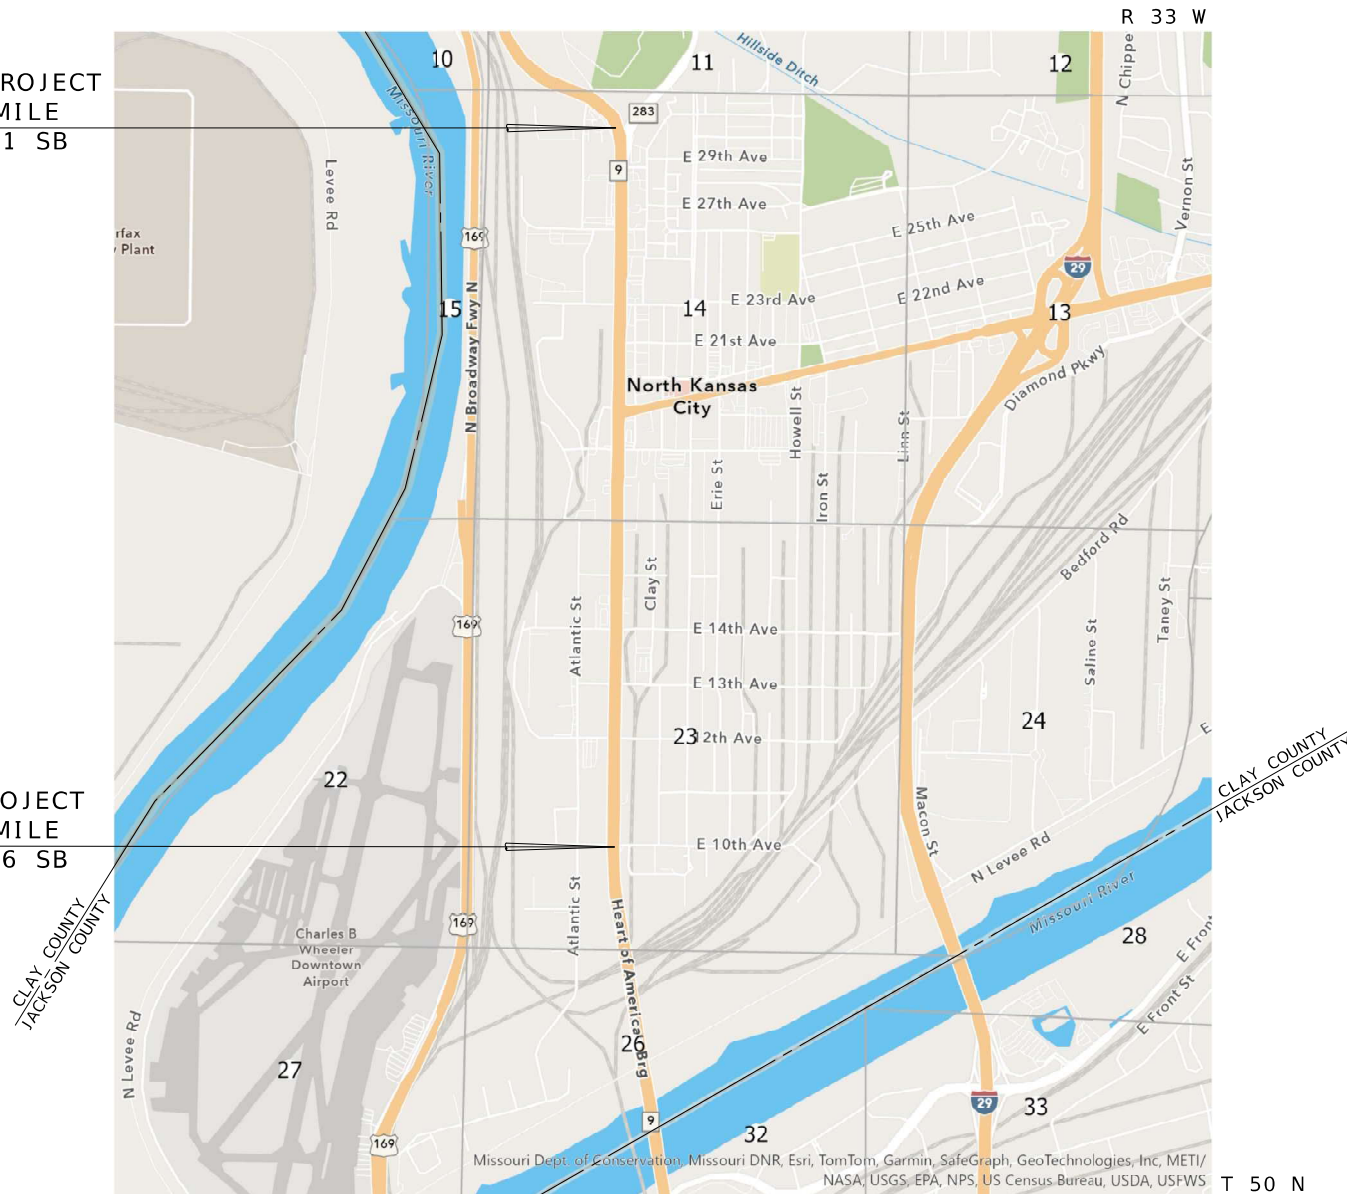 R 33 W
10
11
12
N Chippe
Hillside Ditch
ROJECT
MILE
1 SB
Missouri River
283
9
Levee Rd
E 29th Ave
E 27th Ave
Vernon St
E 25th Ave
rfax
y Plant
169
29
E 22nd Ave
E 23rd Ave
15
14
13
N Broadway Fwy N
E 21st Ave
Diamond Pkwy
North Kansas
City
Howell St
Linn St
Erie St
Iron St
Bedford Rd
Clay St
Atlantic St
Taney St
Saline St
169
E 14th Ave
E 13th Ave
24
23
12th Ave
E
22
CLAY COUNTY
JACKSON COUNTY
OJECT
MILE
6 SB
Macon St
E 10th Ave
N Levee Rd
Missouri River
Atlantic St
Heart of America Brg
169
CLAY COUNTY
JACKSON COUNTY
Charles B
Wheeler
Downtown
Airport
28
E Front
E Front St
N Levee Rd
26
27
29
33
9
32
169
Missouri Dept. of Conservation, Missouri DNR, Esri, TomTom, Garmin, SafeGraph, GeoTechnologies, Inc, METI/
NASA, USGS, EPA, NPS, US Census Bureau, USDA, USFWS
T 50 N